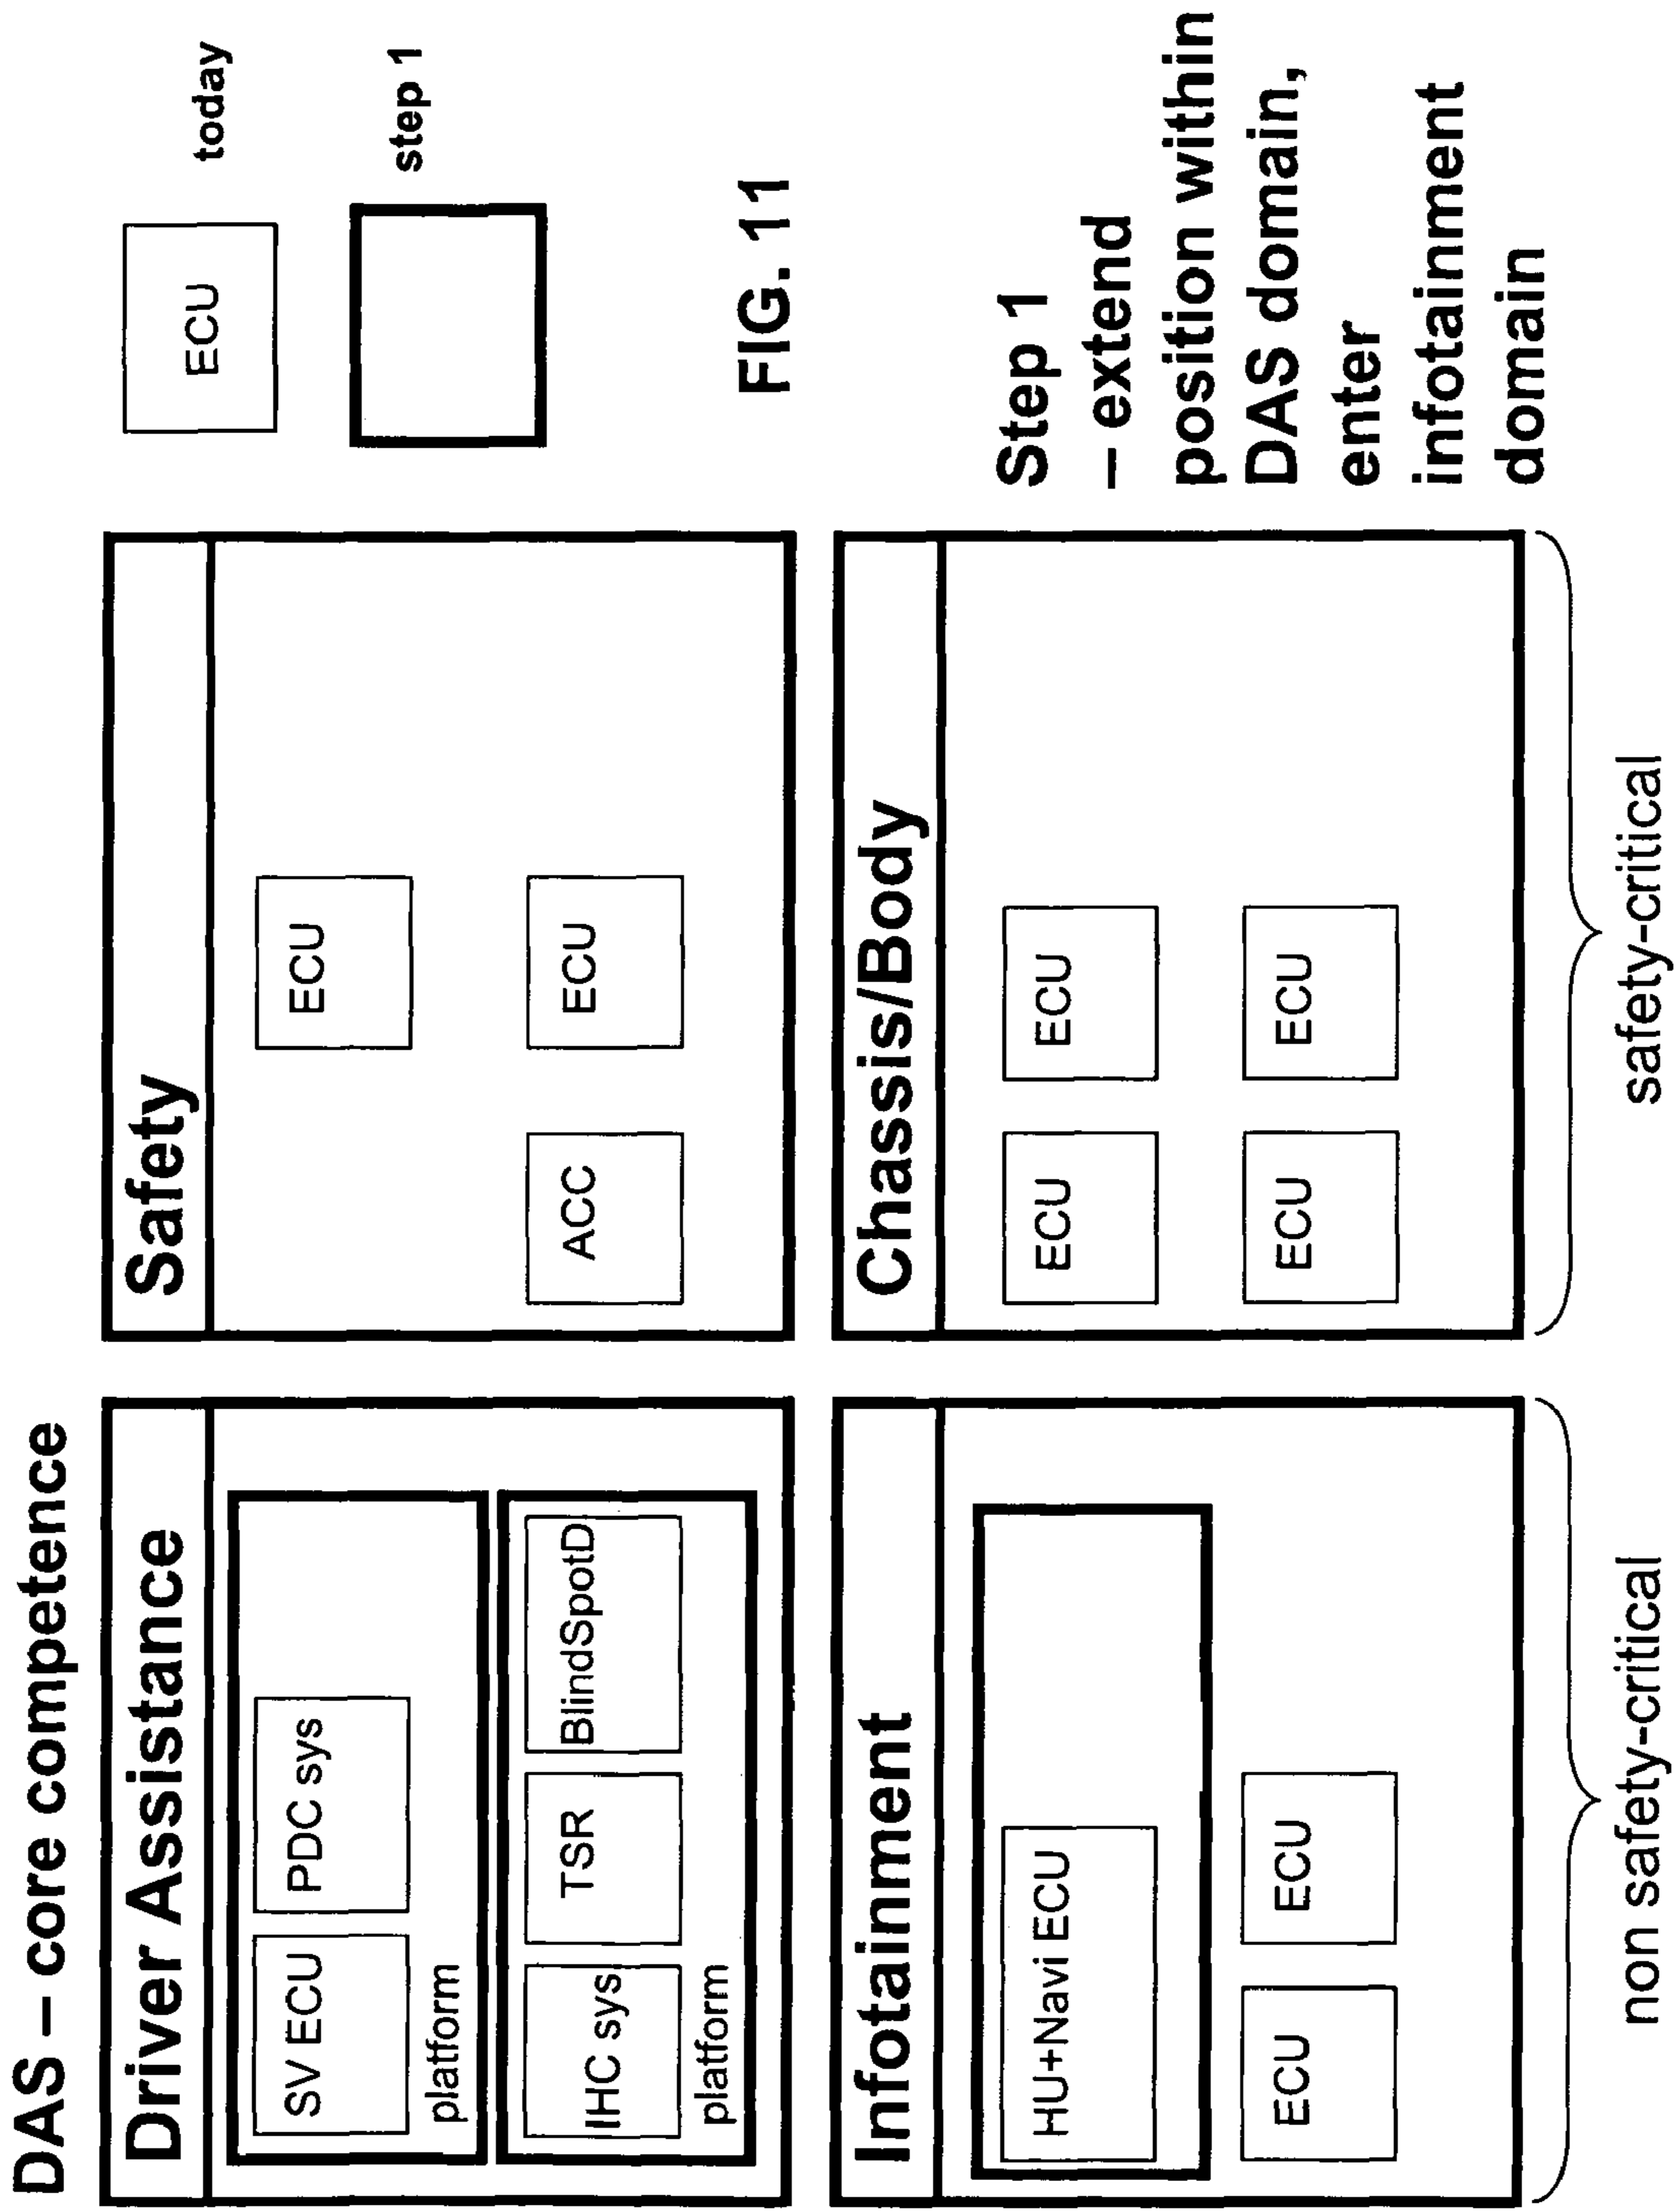 DAS – core competence
Driver Assistance
SV ECU
PDC sys
platform
IHC sys
TSR
BlindSpotD
platform
Safety
ECU
ACC
ECU
ECU
today
step 1
FIG. 11
Infotainment
HU+Navi ECU
ECU
ECU
non safety-critical
Chassis/Body
ECU
ECU
ECU
ECU
safety-critical
Step 1
– extend
position within
DAS domain,
enter
infotainment
domain